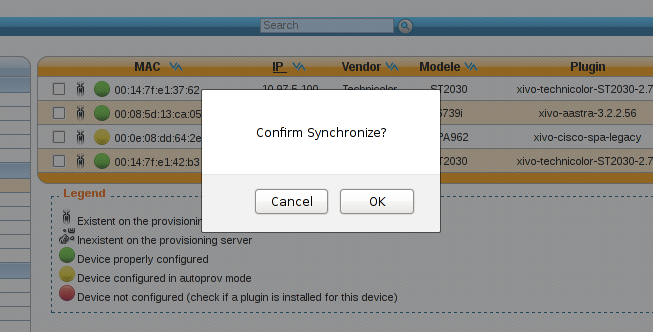 Search
MAC IP Vendor Modele Plugin
00:14:7f:e1:37:62 10.97.5.100 Technicolor ST2030 xivo-technicolor-ST2030-2.7
00:08:5d:13:ca:05 6739i xivo-aastra-3.2.2.56
00:0e:08:dd:64:2e PA962 xivo-cisco-spa-legacy
00:14:7f:e1:42:b3 ST2030 xivo-technicolor-ST2030-2.7
Confirm Synchronize?
Cancel OK
Legend
Existent on the provisioning
Inexistent on the provisioning server
Device properly configured
Device configured in autoprov mode
Device not configured (check if a plugin is installed for this device)